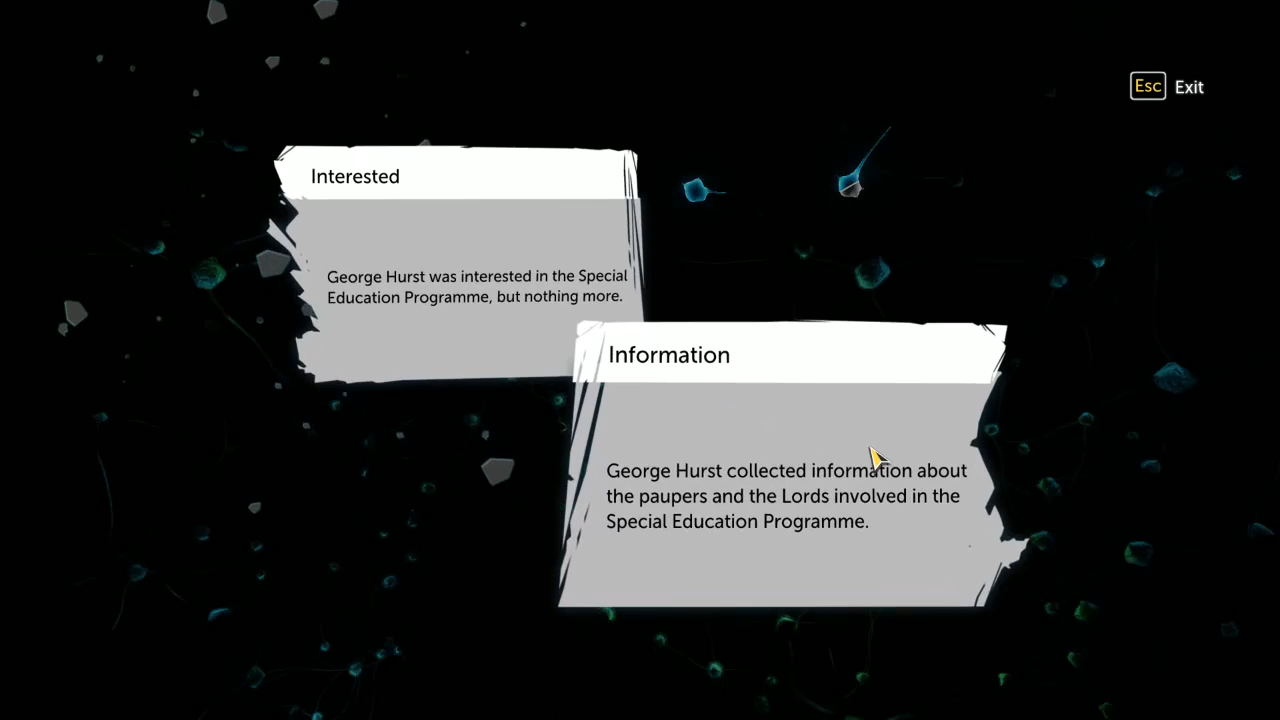 Esc Exit
Interested
George Hurst was interested in the Special
Education Programme, but nothing more.
Information
George Hurst collected information about
the paupers and the Lords involved in the
Special Education Programme.